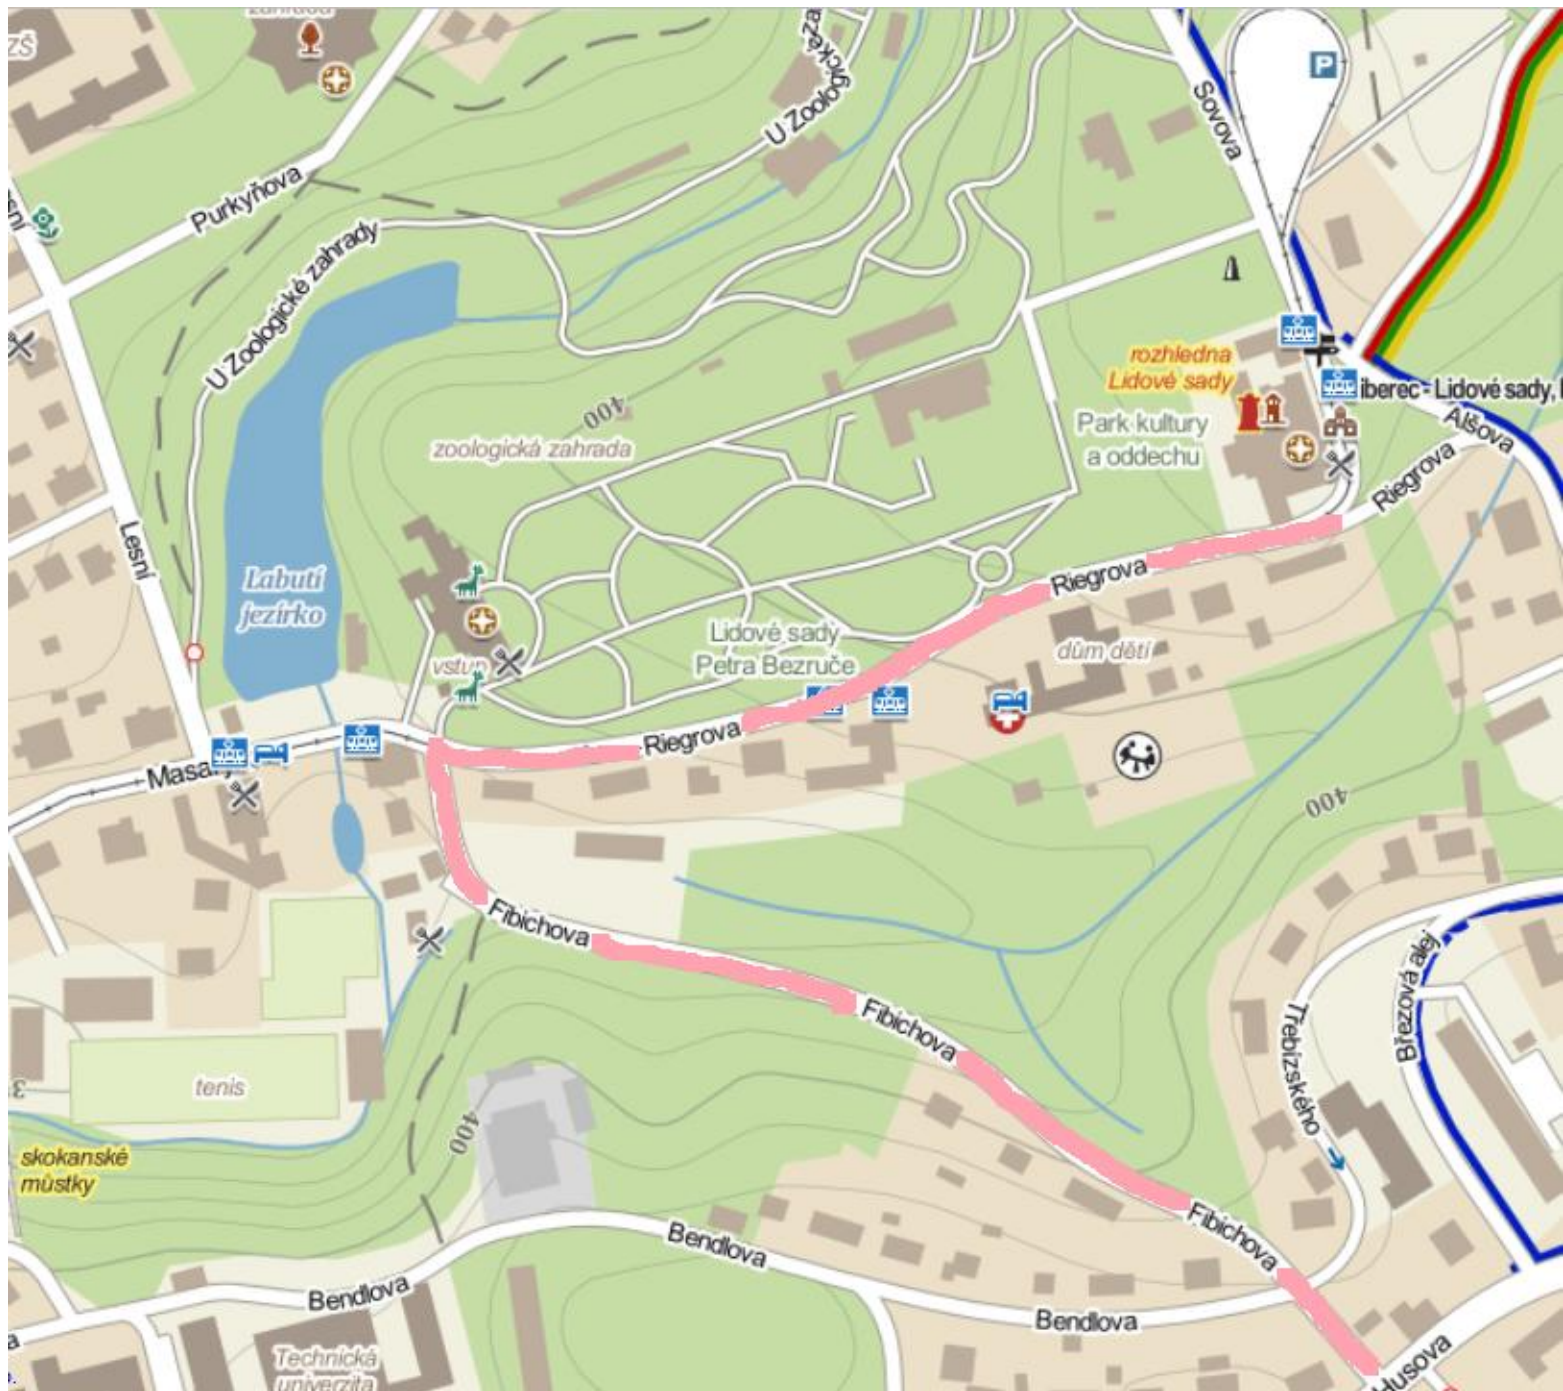 zahrada
ZŠ
P
U Zoologické
Sovova
Purkyňova
U Zoologické zahrady
400
rozhledna
Lidové sady
iberec - Lidové sady,
Park kultury
a oddechu
Alšova
Riegrova
zoologická zahrada
Lesní
Labutí
jezírko
Riegrova
Lidové sady
Petra Bezruče
dům dětí
vstup
Riegrova
Masary
400
Fibichova
Březová alej
Fibichova
Třebízského
tenis
400
skokanské
můstky
Fibichova
Bendlova
Bendlova
Bendlova
Husova
Technická
univerzita